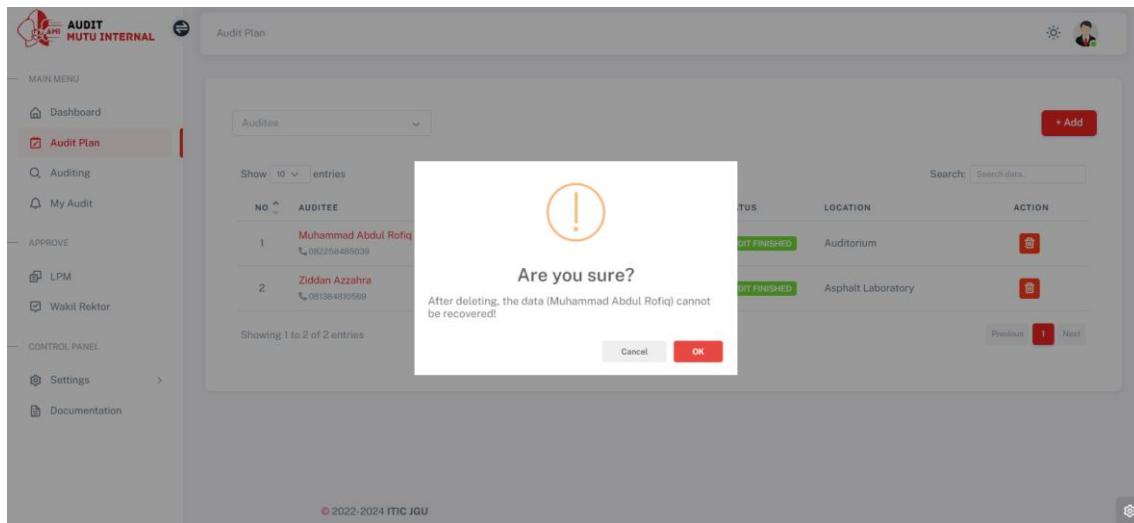 AMI
AUDIT
MUTU INTERNAL
Audit Plan
MAIN MENU
Dashboard
Audit Plan
Auditing
My Audit
APPROVE
LPM
Wakil Rektor
CONTROL PANEL
Settings
Documentation
Auditee
+ Add
Show 10 entries
Search: Search data..
NO AUDITEE TUS LOCATION ACTION
1 Muhammad Abdul Rofiq DIT FINISHED Auditorium
082258485039
2 Ziddan Azzahra DIT FINISHED Asphalt Laboratory
081384810569
Showing 1 to 2 of 2 entries
Previous 1 Next
!
Are you sure?
After deleting, the data (Muhammad Abdul Rofiq) cannot
be recovered!
Cancel OK
© 2022-2024 ITIC JGU